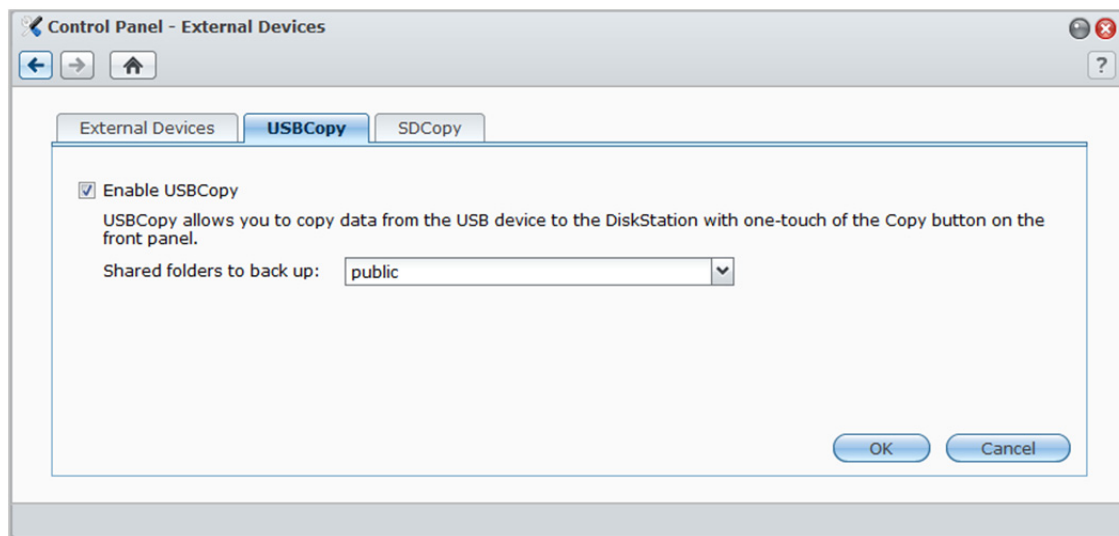 Control Panel - External Devices
?
External Devices USBCopy SDCopy
Enable USBCopy
USBCopy allows you to copy data from the USB device to the DiskStation with one-touch of the Copy button on the
front panel.
Shared folders to back up: public
OK Cancel